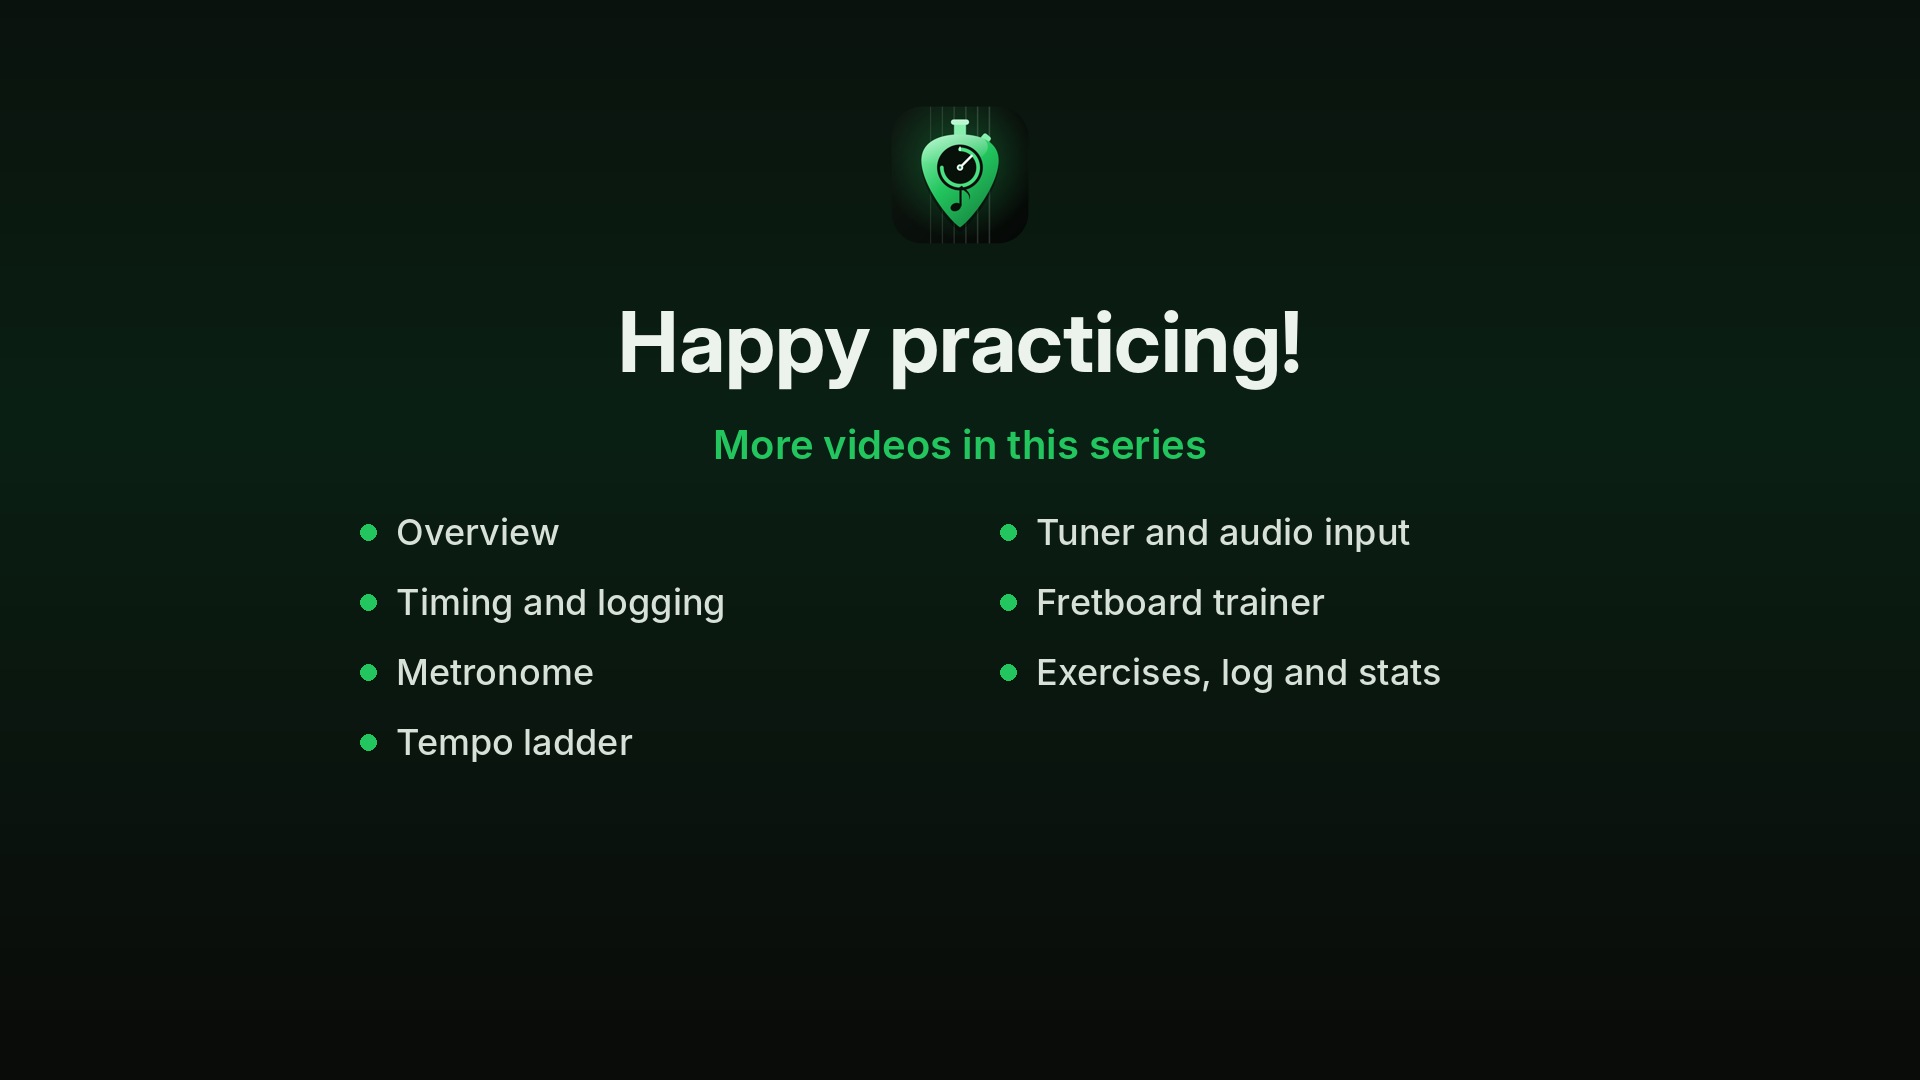 Happy practicing!
More videos in this series
Overview
Timing and logging
Metronome
Tempo ladder
Tuner and audio input
Fretboard trainer
Exercises, log and stats